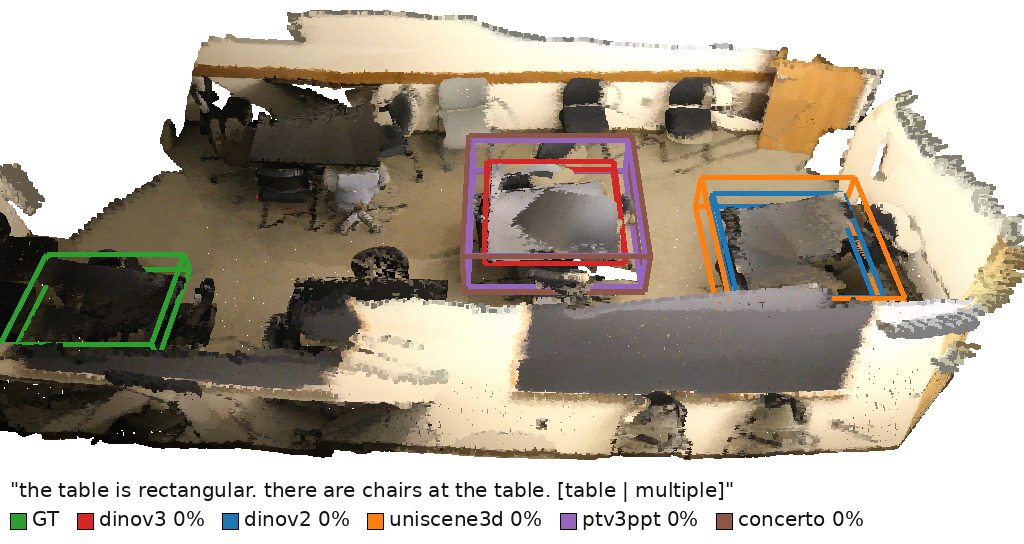 "the table is rectangular. there are chairs at the table. [table | multiple]"
GT dinov3 0% dinov2 0% uniscene3d 0% ptv3ppt 0% concerto 0%